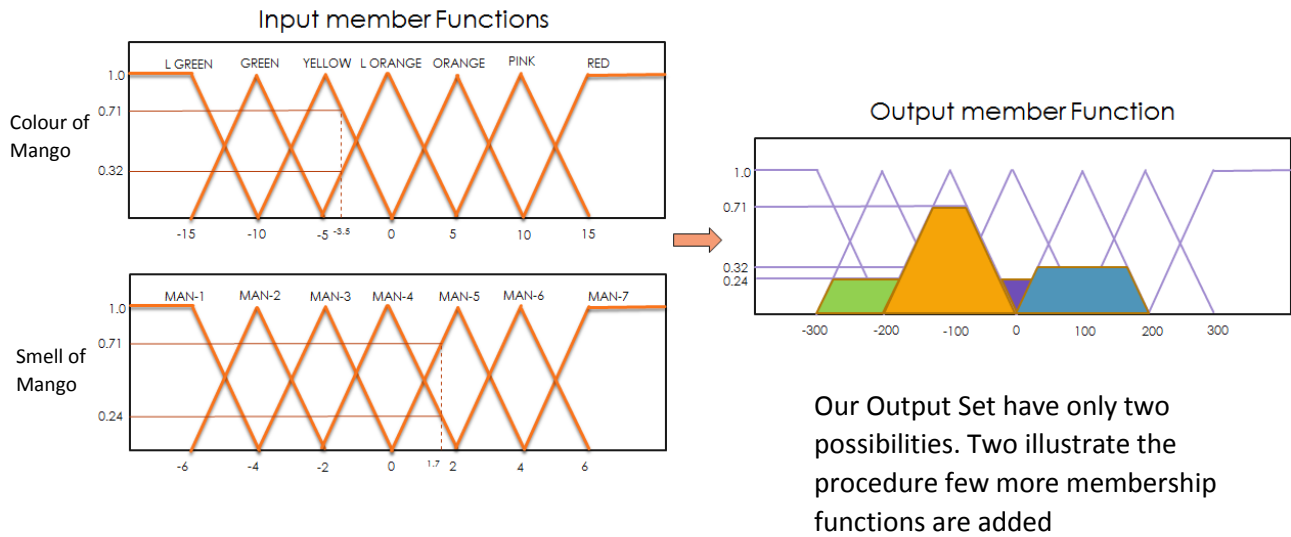 Input member Functions
L GREEN GREEN YELLOW L ORANGE ORANGE PINK RED
1.0
0.71
0.32
Colour of
Mango
-15 -10 -5 -3.5 0 5 10 15
MAN-1 MAN-2 MAN-3 MAN-4 MAN-5 MAN-6 MAN-7
1.0
0.71
0.24
Smell of
Mango
-6 -4 -2 0 1.7 2 4 6
Output member Function
1.0
0.71
0.32
0.24
-300 -200 -100 0 100 200 300
Our Output Set have only two
possibilities. Two illustrate the
procedure few more membership
functions are added